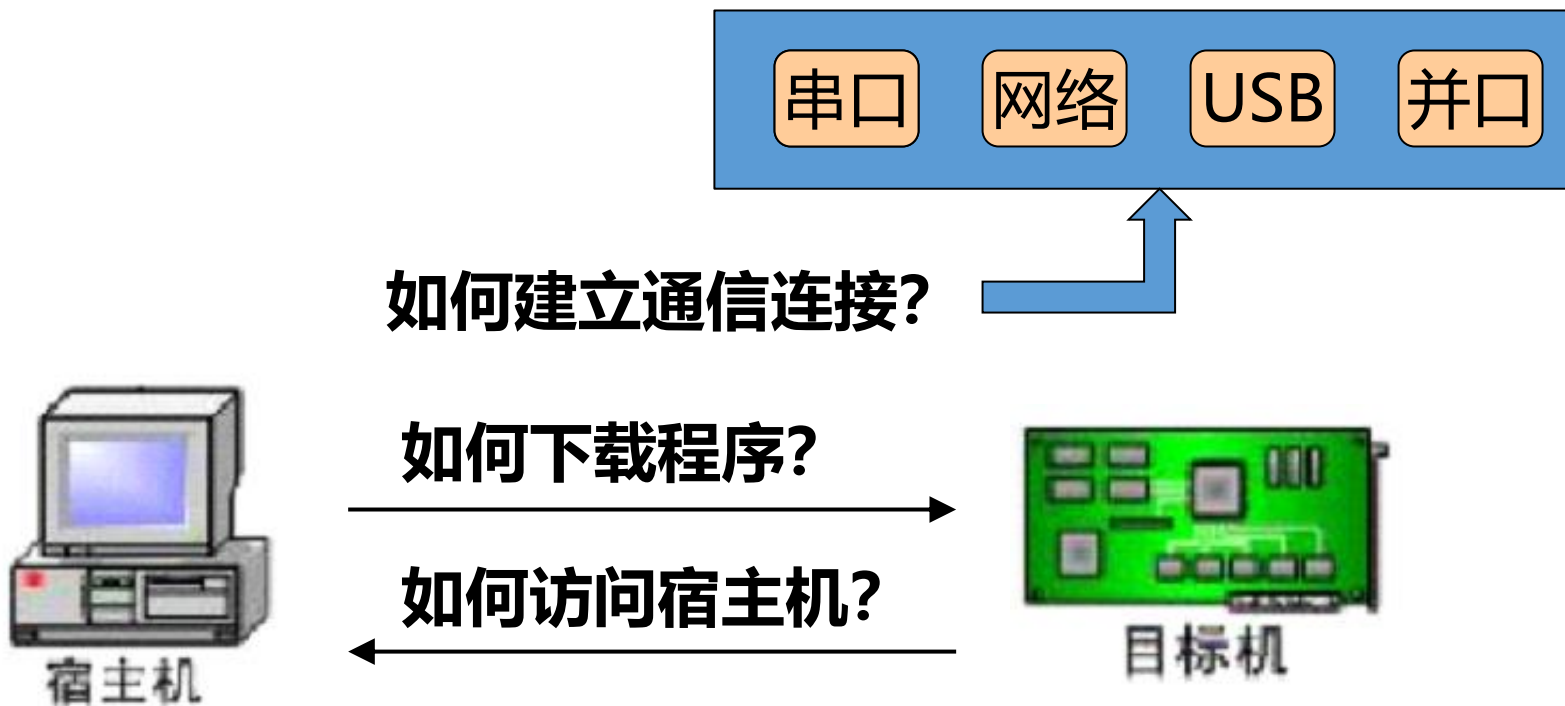 串口 网络 USB 并口
如何建立通信连接？
如何下载程序？
如何访问宿主机？
宿主机
目标机